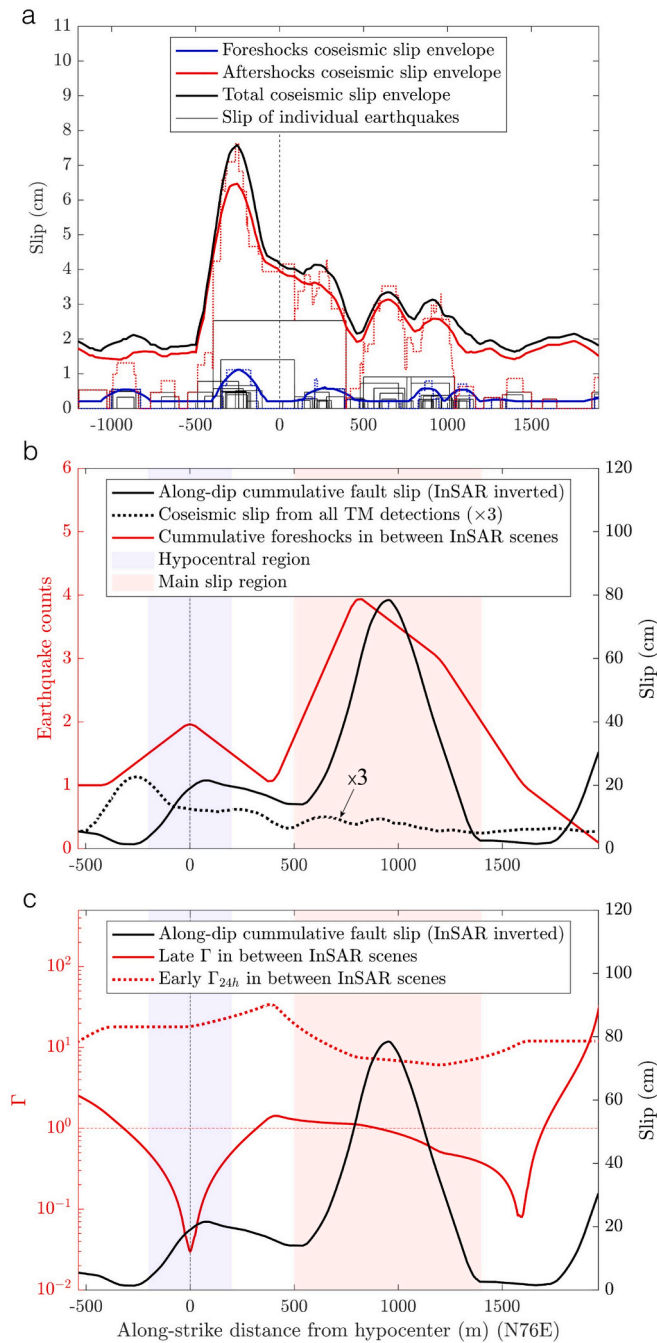 a
11
10
9
8
7
6
5
4
3
2
1
0
Slip (cm)
Foreshocks coseismic slip envelope
Aftershocks coseismic slip envelope
Total coseismic slip envelope
Slip of individual earthquakes
-1000 -500 0 500 1000 1500
b
6
5
4
3
2
1
0
Earthquake counts
Along-dip cummulative fault slip (InSAR inverted)
Coseismic slip from all TM detections (×3)
Cummulative foreshocks in between InSAR scenes
Hypocentral region
Main slip region
x3
120
100
80
60
40
20
0
Slip (cm)
-500 0 500 1000 1500
c
10²
10¹
10⁰
10⁻¹
10⁻²
Γ
Along-dip cummulative fault slip (InSAR inverted)
Late Γ in between InSAR scenes
Early Γ24h in between InSAR scenes
120
100
80
60
40
20
0
Slip (cm)
-500 0 500 1000 1500
Along-strike distance from hypocenter (m) (N76E)